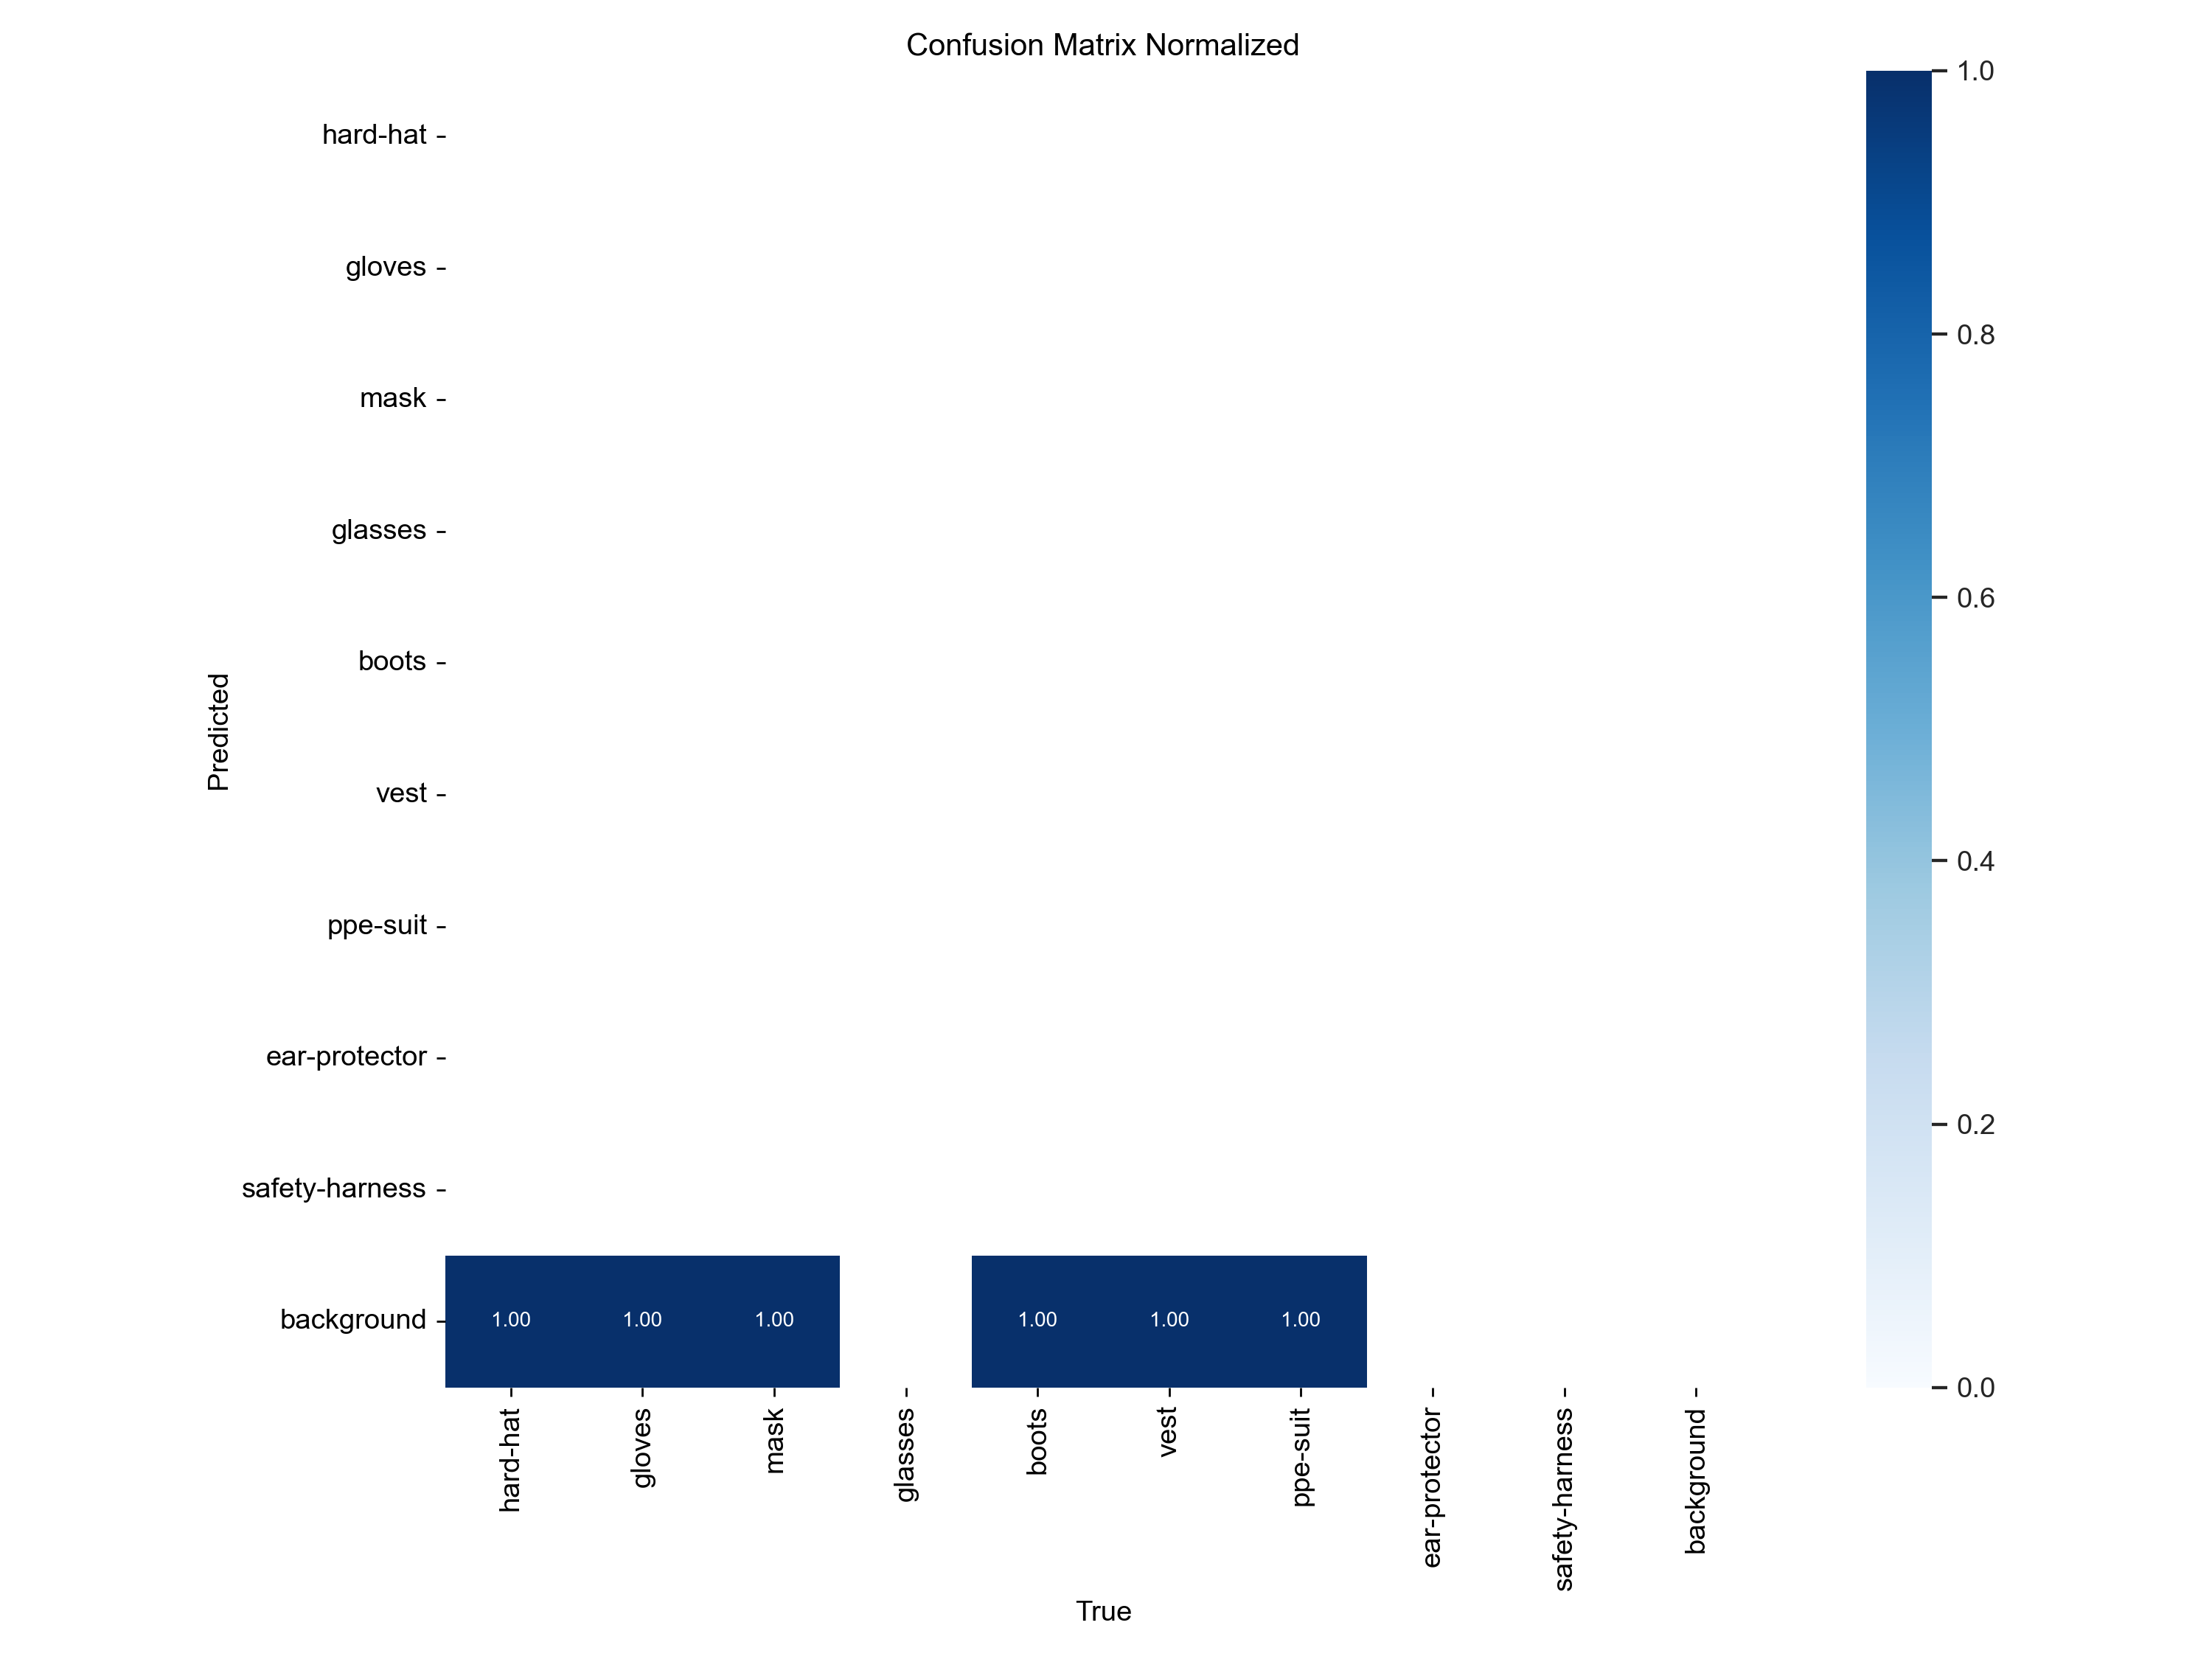 Confusion Matrix Normalized
1.0
hard-hat
gloves
0.8
mask
glasses
0.6
boots
Predicted
vest
0.4
ppe-suit
ear-protector
0.2
safety-harness
background
1.00 1.00 1.00 1.00 1.00 1.00
0.0
hard-hat
gloves
mask
glasses
boots
vest
ppe-suit
ear-protector
safety-harness
background
True